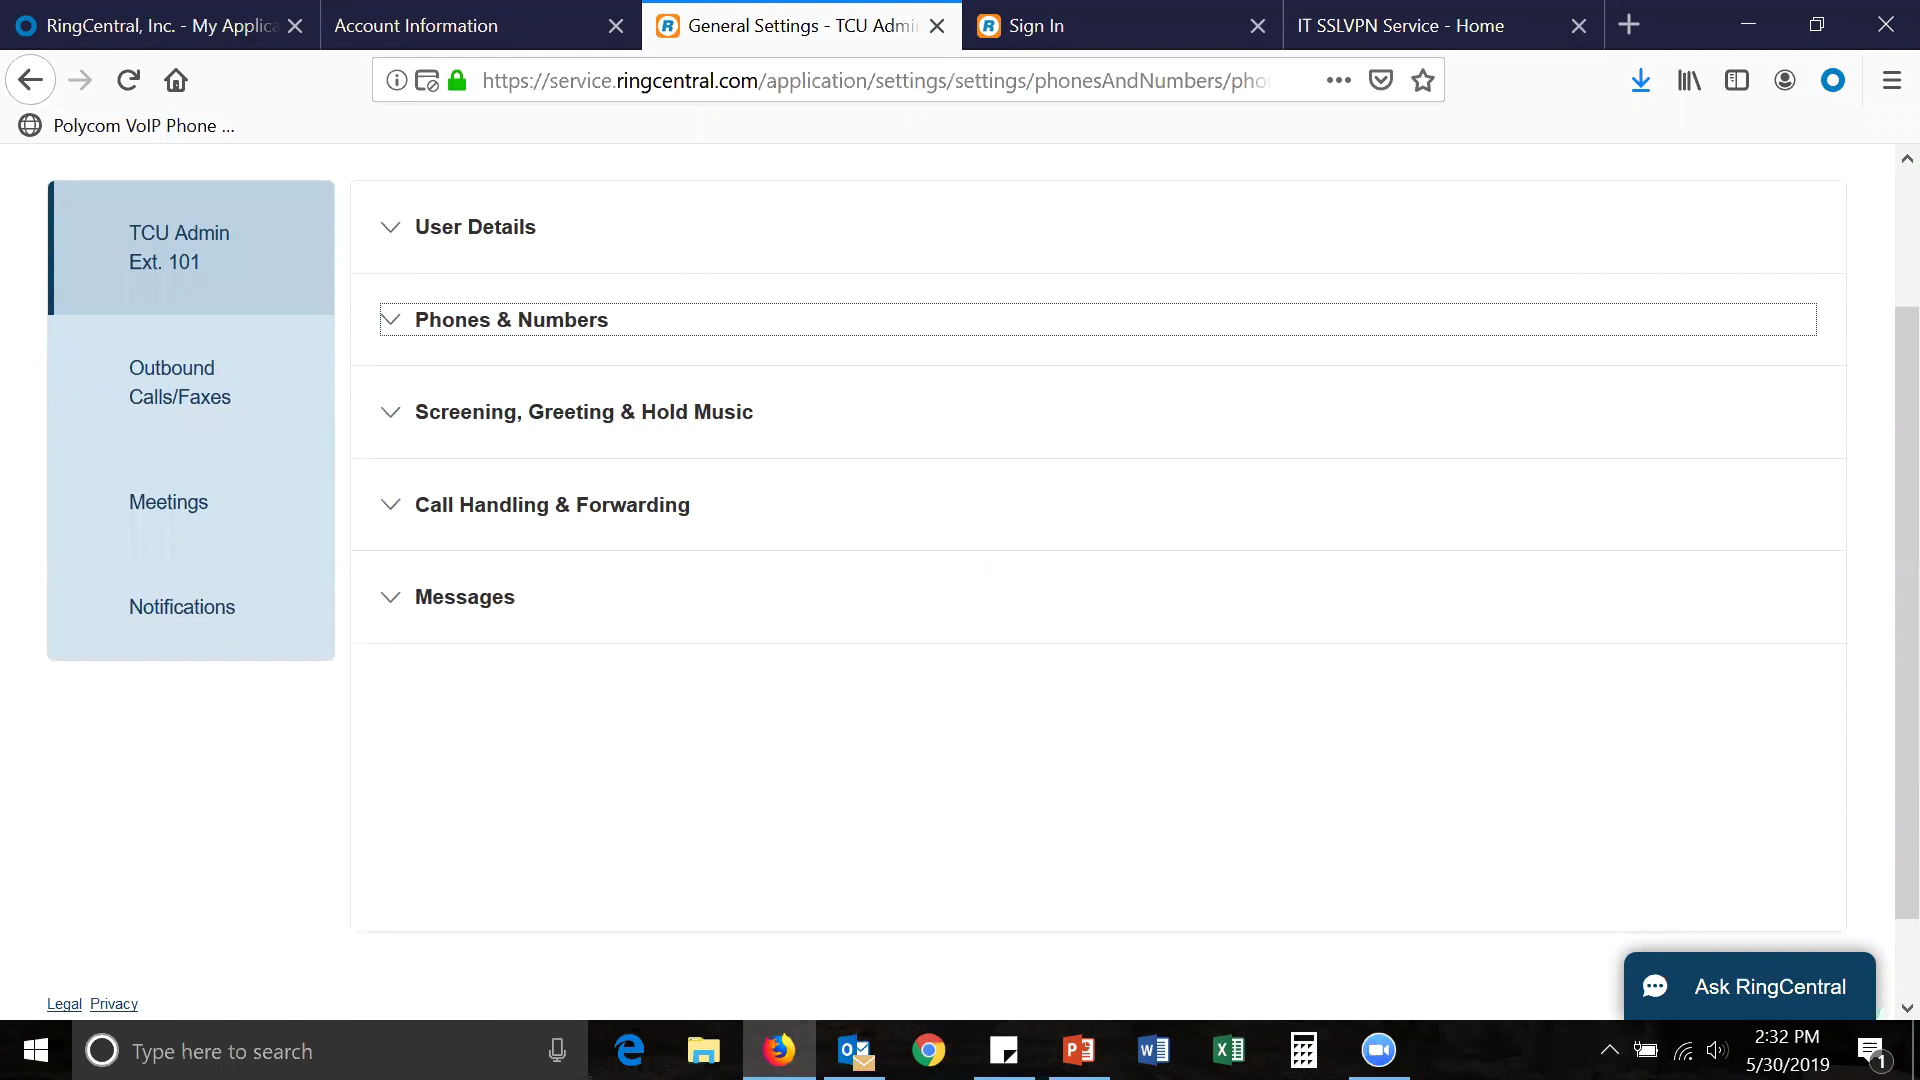 RingCentral, Inc. - My Applica
Account Information
General Settings - TCU Admi
Sign In
IT SSLVPN Service - Home
https://service.ringcentral.com/application/settings/settings/phonesAndNumbers/pho
Polycom VoIP Phone ...
TCU Admin
Ext. 101
Outbound
Calls/Faxes
Meetings
Notifications
User Details
Phones & Numbers
Screening, Greeting & Hold Music
Call Handling & Forwarding
Messages
Ask RingCentral
Legal Privacy
Type here to search
2:32 PM
5/30/2019
1